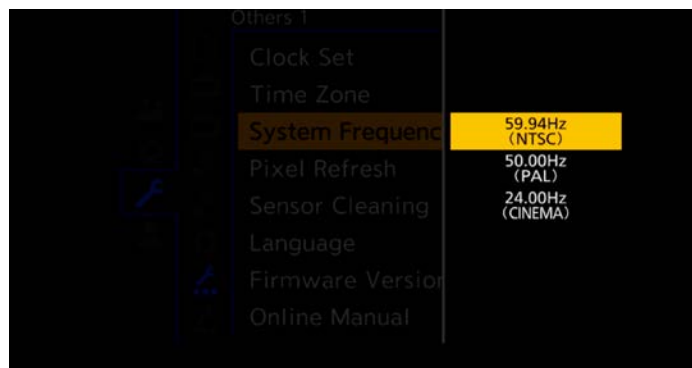 Others 1
Clock Set
Time Zone
System Frequenc
Pixel Refresh
Sensor Cleaning
Language
Firmware Version
Online Manual
59.94Hz
(NTSC)
50.00Hz
(PAL)
24.00Hz
(CINEMA)